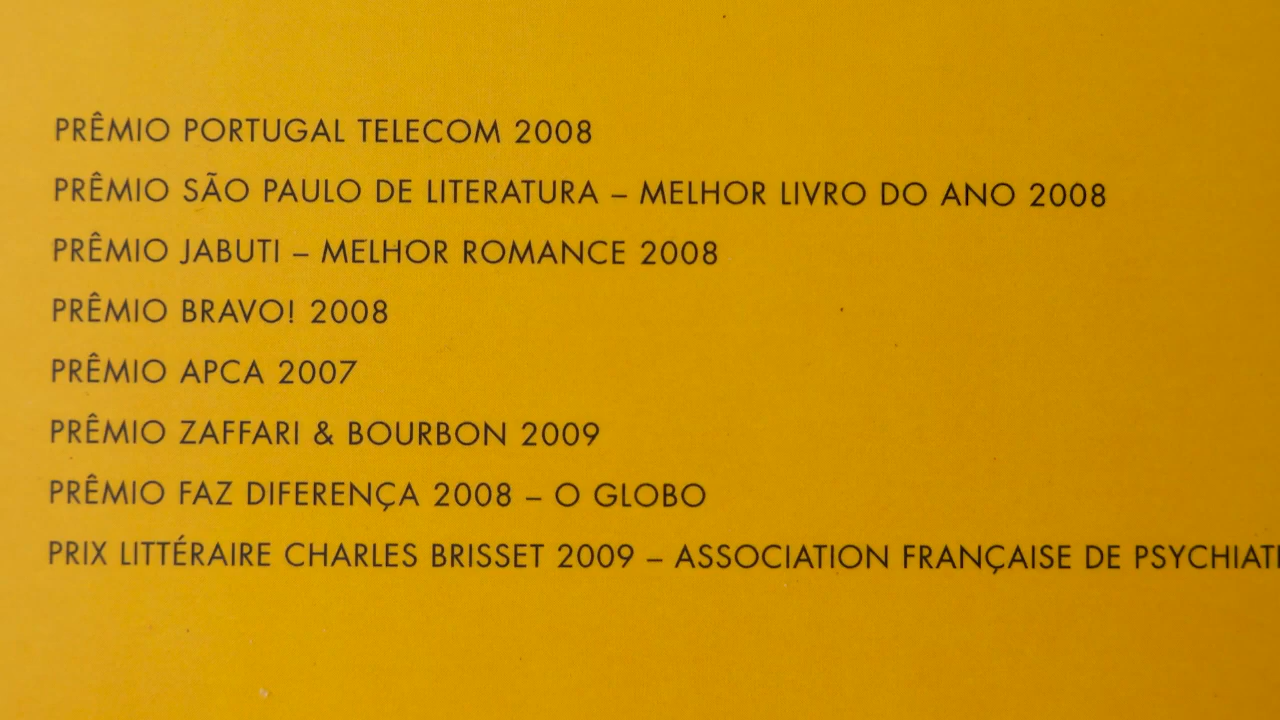 PRÊMIO PORTUGAL TELECOM 2008
PRÊMIO SÃO PAULO DE LITERATURA – MELHOR LIVRO DO ANO 2008
PRÊMIO JABUTI – MELHOR ROMANCE 2008
PRÊMIO BRAVO! 2008
PRÊMIO APCA 2007
PRÊMIO ZAFFARI & BOURBON 2009
PRÊMIO FAZ DIFERENÇA 2008 – O GLOBO
PRIX LITTÉRAIRE CHARLES BRISSET 2009 – ASSOCIATION FRANÇAISE DE